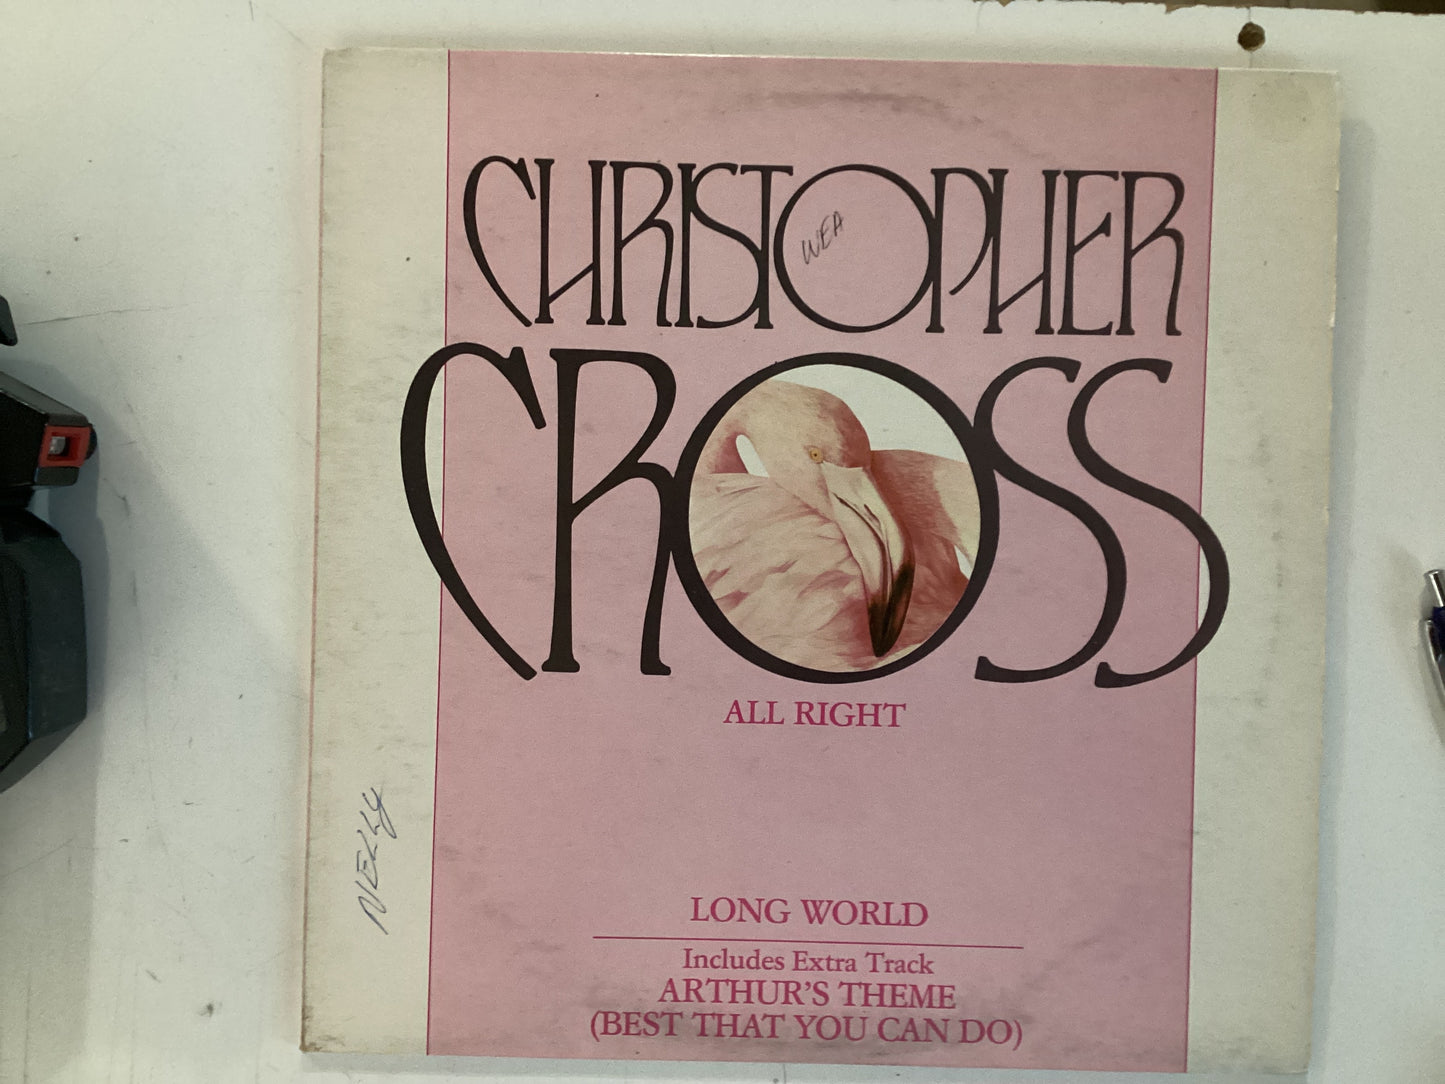 CHRISTOPHER
WEA
CROSS
ALL RIGHT
NELLY
LONG WORLD
Includes Extra Track
ARTHUR'S THEME
(BEST THAT YOU CAN DO)